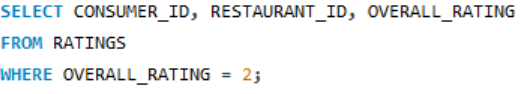 SELECT CONSUMER_ID, RESTAURANT_ID, OVERALL_RATING
FROM RATINGS
WHERE OVERALL_RATING = 2;